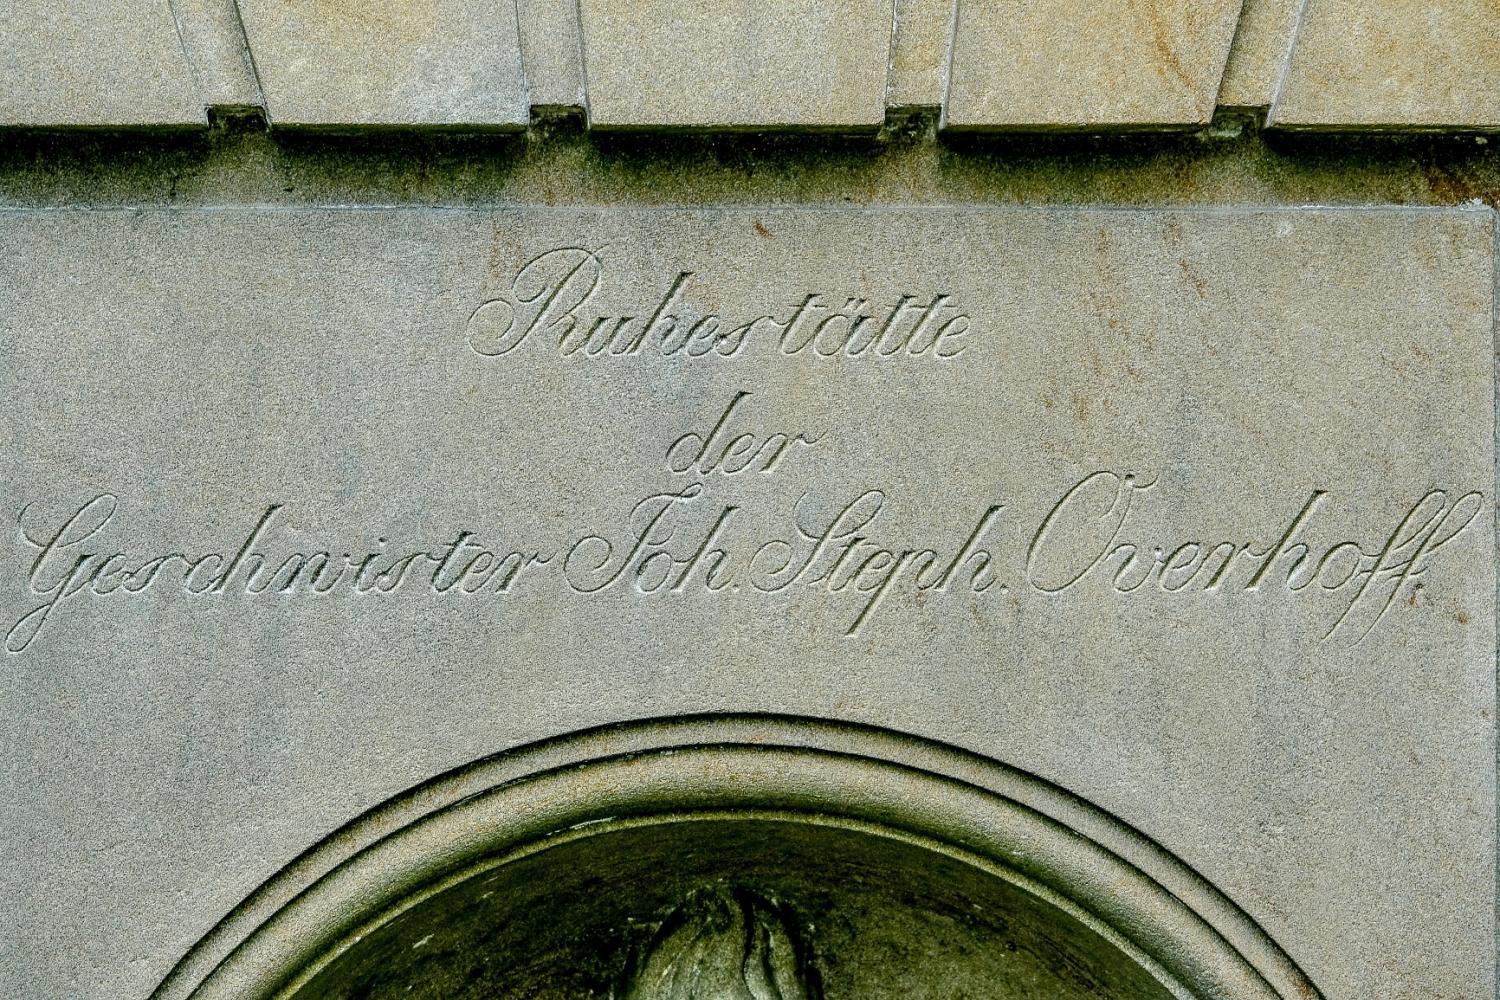 Ruhestätte
der
Geschwister Joh. Steph. Overhoff.